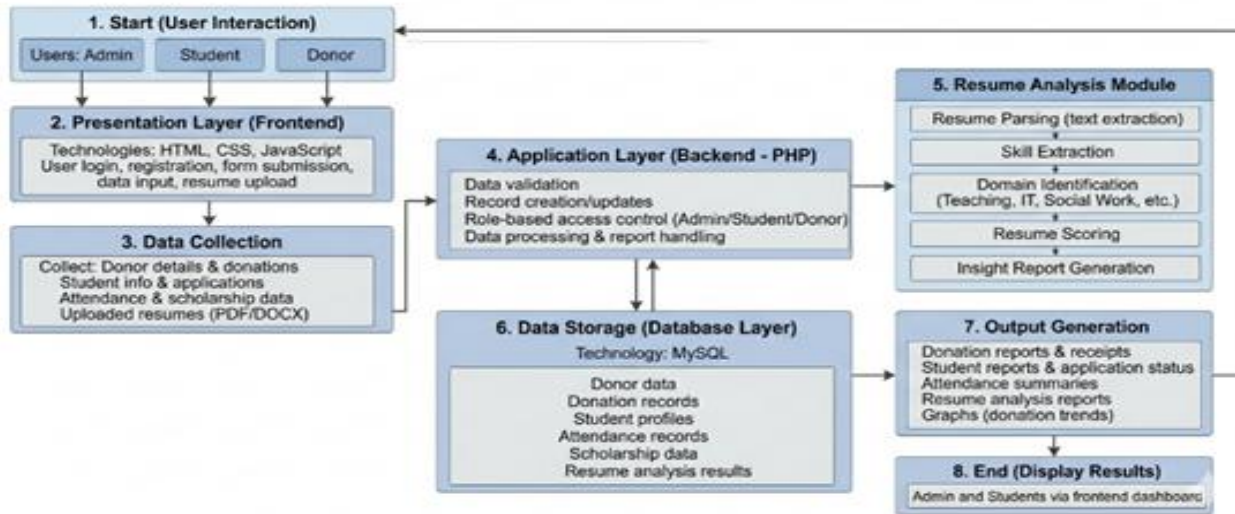 1. Start (User Interaction)
Users: Admin
Student
Donor
2. Presentation Layer (Frontend)
Technologies: HTML, CSS, JavaScript
User login, registration, form submission,
data input, resume upload
3. Data Collection
Collect: Donor details & donations
Student info & applications
Attendance & scholarship data
Uploaded resumes (PDF/DOCX)
4. Application Layer (Backend - PHP)
Data validation
Record creation/updates
Role-based access control (Admin/Student/Donor)
Data processing & report handling
5. Resume Analysis Module
Resume Parsing (text extraction)
Skill Extraction
Domain Identification
(Teaching, IT, Social Work, etc.)
Resume Scoring
Insight Report Generation
6. Data Storage (Database Layer)
Technology: MySQL
Donor data
Donation records
Student profiles
Attendance records
Scholarship data
Resume analysis results
7. Output Generation
Donation reports & receipts
Student reports & application status
Attendance summaries
Resume analysis reports
Graphs (donation trends)
8. End (Display Results)
Admin and Students via frontend dashboard